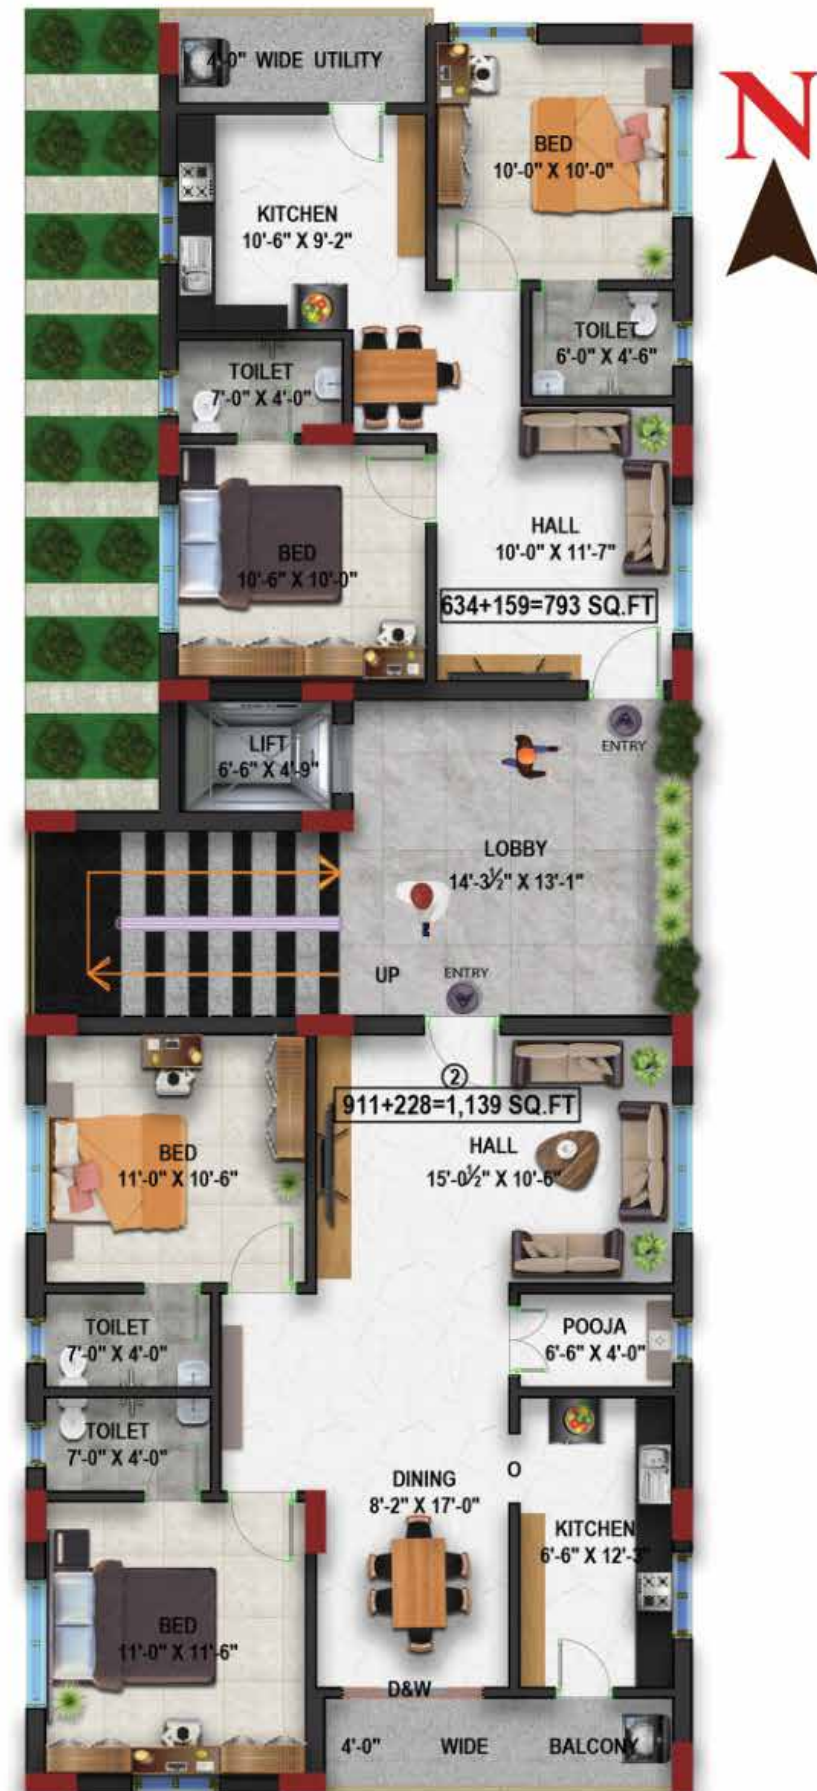 4'-0" WIDE UTILITY
N
BED
10'-0" X 10'-0"
KITCHEN
10'-6" X 9'-2"
TOILET
6'-0" X 4'-6"
TOILET
7'-0" X 4'-0"
HALL
10'-0" X 11'-7"
BED
10'-6" X 10'-0"
634+159=793 SQ.FT
LIFT
6'-6" X 4'-9"
ENTRY
LOBBY
14'-3½" X 13'-1"
UP
ENTRY
2
911+228=1,139 SQ.FT
BED
11'-0" X 10'-6"
HALL
15'-0½" X 10'-6"
TOILET
7'-0" X 4'-0"
POOJA
6'-6" X 4'-0"
TOILET
7'-0" X 4'-0"
O
DINING
8'-2" X 17'-0"
KITCHEN
6'-6" X 12'-3"
BED
11'-0" X 11'-6"
D&W
4'-0" WIDE BALCONY